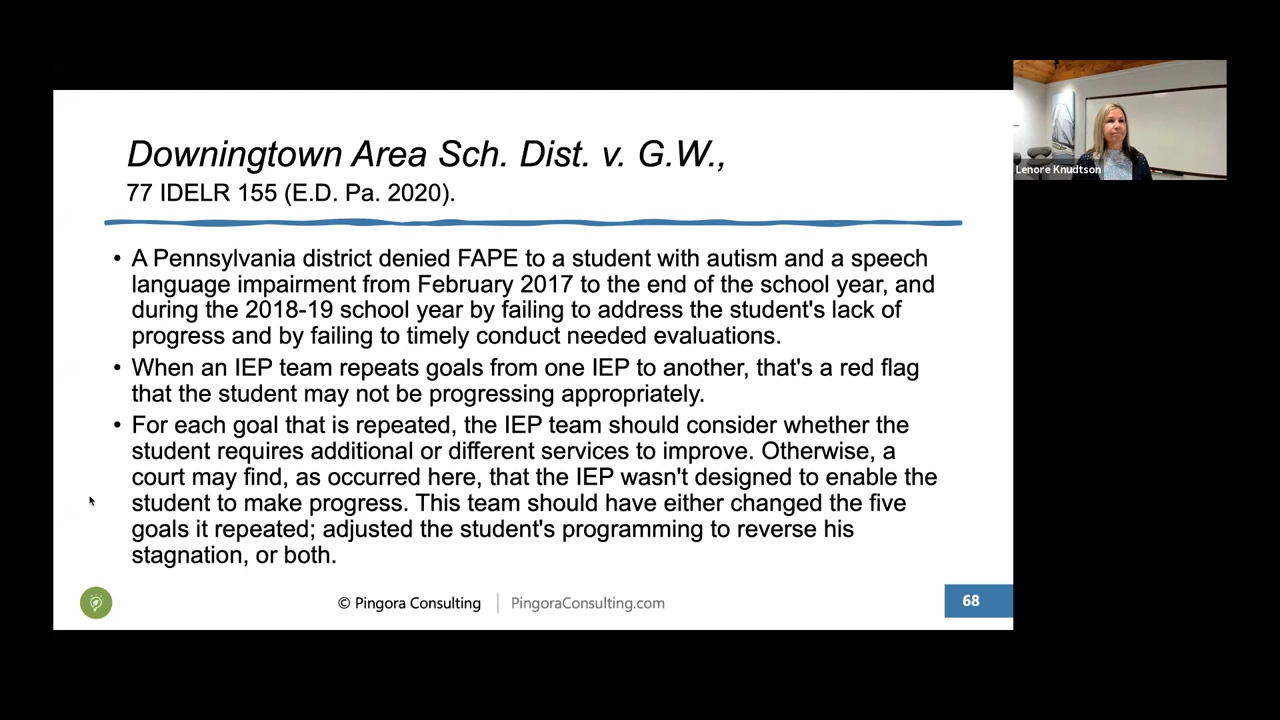 Downingtown Area Sch. Dist. v. G.W.,
77 IDELR 155 (E.D. Pa. 2020).
• A Pennsylvania district denied FAPE to a student with autism and a speech
language impairment from February 2017 to the end of the school year, and
during the 2018-19 school year by failing to address the student's lack of
progress and by failing to timely conduct needed evaluations.
• When an IEP team repeats goals from one IEP to another, that's a red flag
that the student may not be progressing appropriately.
• For each goal that is repeated, the IEP team should consider whether the
student requires additional or different services to improve. Otherwise, a
court may find, as occurred here, that the IEP wasn't designed to enable the
student to make progress. This team should have either changed the five
goals it repeated; adjusted the student's programming to reverse his
stagnation, or both.
© Pingora Consulting | PingoraConsulting.com
68
Lenore Knudtson